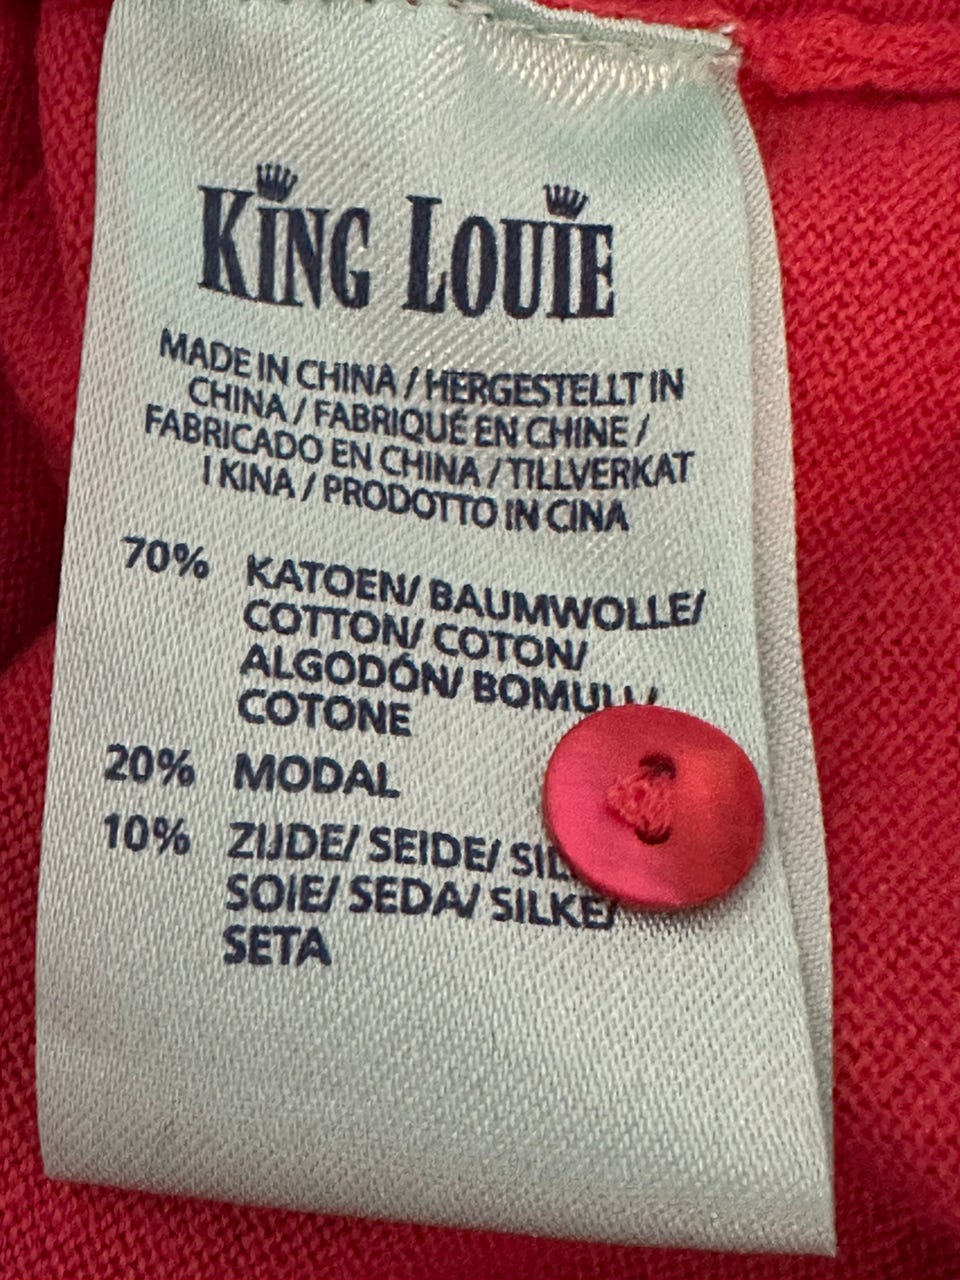 KING LOUIE
MADE IN CHINA / HERGESTELLT IN
CHINA / FABRIQUÉ EN CHINE /
FABRICADO EN CHINA / TILLVERKAT
I KINA / PRODOTTO IN CINA
70% KATOEN/ BAUMWOLLE/
COTTON/ COTON/
ALGODÓN/ BOMULL/
COTONE
20% MODAL
10% ZIJDE/ SEIDE/
SOIE/ SEDA/ SILKE/
SETA